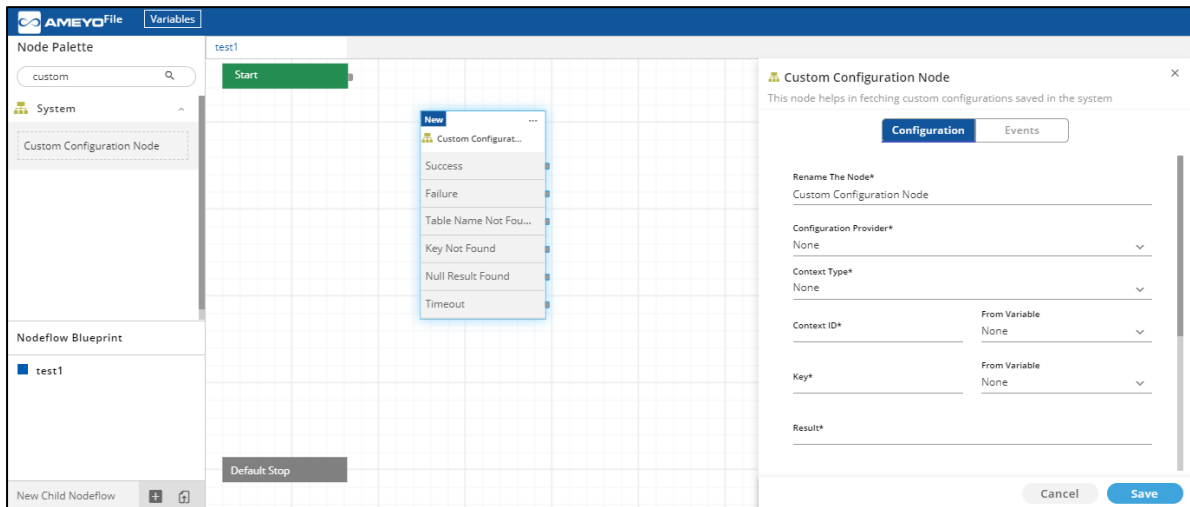 AMEYO File Variables
Node Palette
custom
System
Custom Configuration Node
Nodeflow Blueprint
test1
New Child Nodeflow
test1
Start
New ...
Custom Configurat...
Success
Failure
Table Name Not Fou...
Key Not Found
Null Result Found
Timeout
Default Stop
Custom Configuration Node
This node helps in fetching custom configurations saved in the system
Configuration Events
Rename The Node*
Custom Configuration Node
Configuration Provider*
None
Context Type*
None
Context ID* From Variable
None
Key* From Variable
None
Result*
Cancel Save